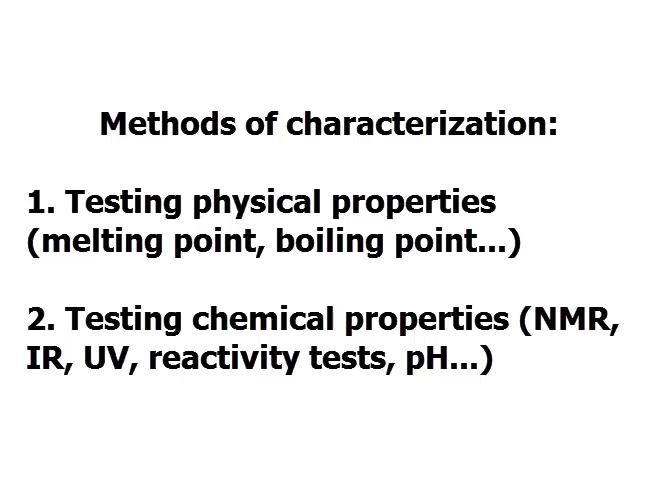 Methods of characterization:
1. Testing physical properties
(melting point, boiling point...)
2. Testing chemical properties (NMR,
IR, UV, reactivity tests, pH...)